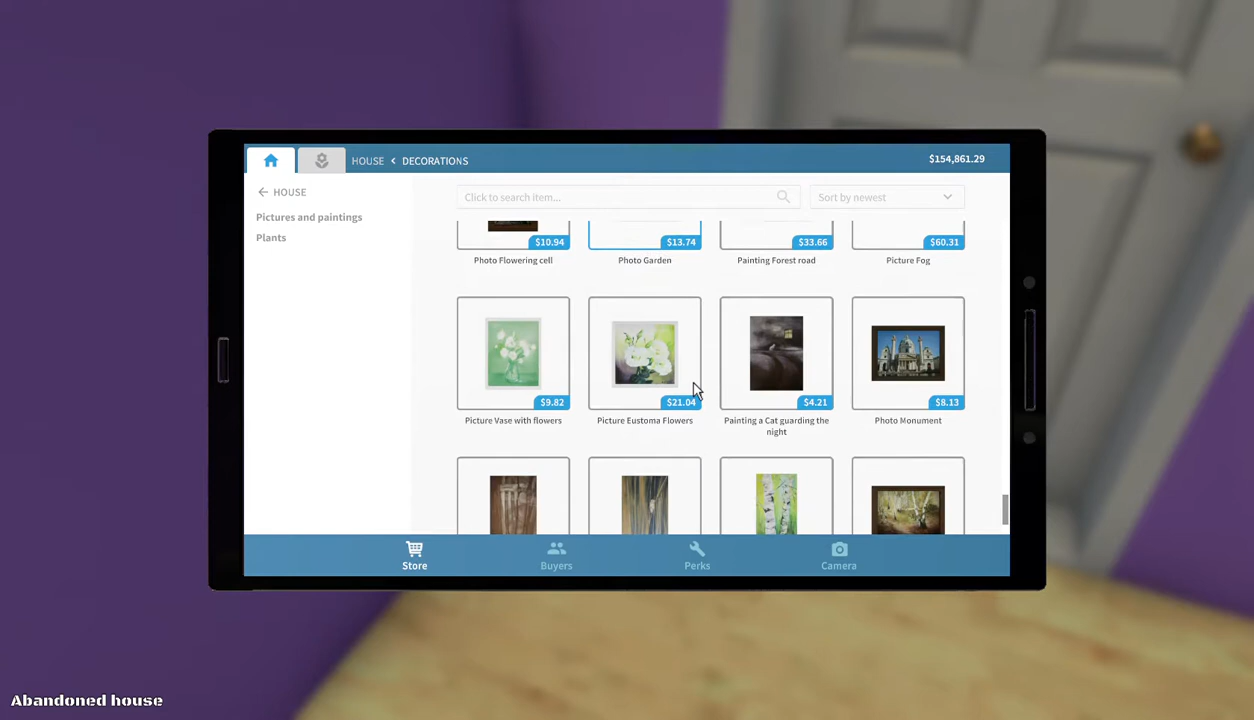 HOUSE < DECORATIONS
$154,861.29
HOUSE
Pictures and paintings
Plants
Click to search item...
Sort by newest
$10.94
$13.74
$33.66
$60.31
Photo Flowering cell
Photo Garden
Painting Forest road
Picture Fog
$9.82
$21.04
$4.21
$8.13
Picture Vase with flowers
Picture Eustoma Flowers
Painting a Cat guarding the
night
Photo Monument
Store
Buyers
Perks
Camera
Abandoned house